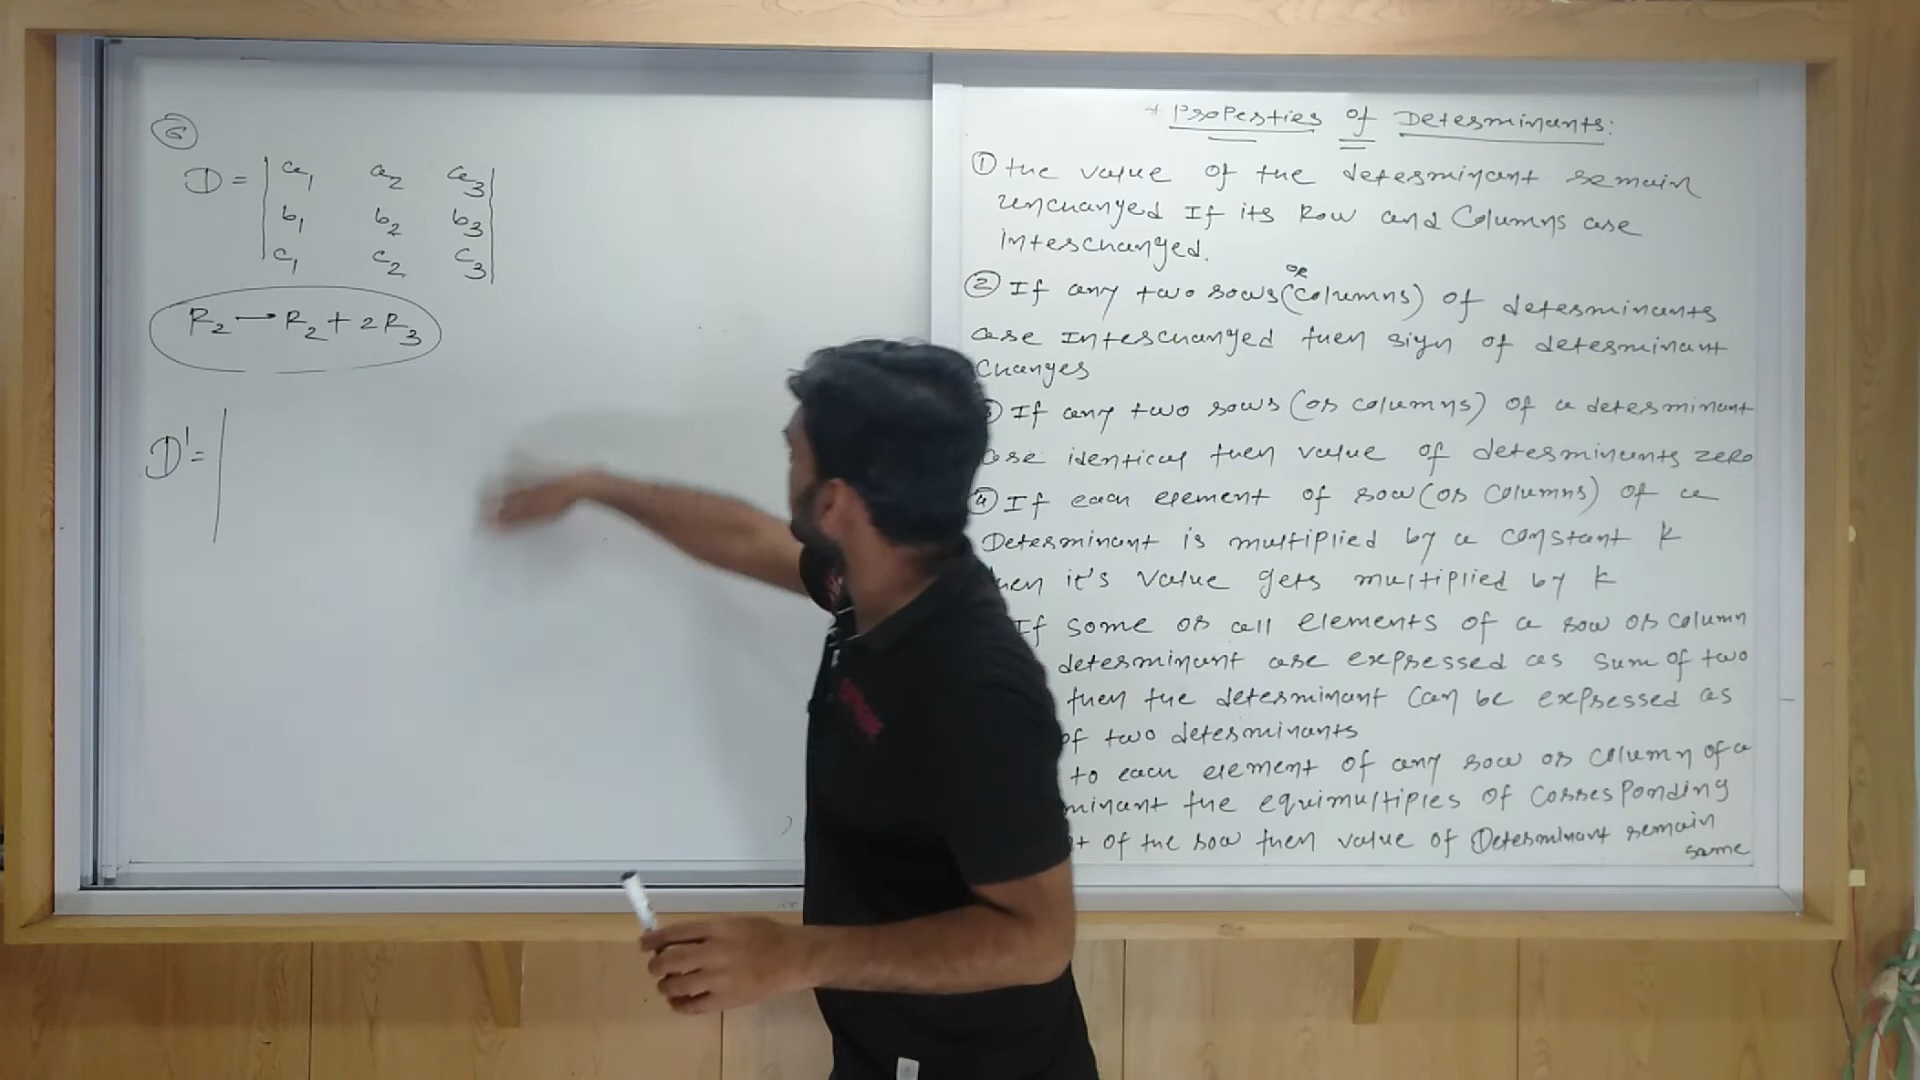 6
D = | a1 a2 a3 |
| b1 b2 b3 |
| c1 c2 c3 |
R2 → R2 + 2R3
D' = |
* Properties of Determinants:
① the value of the determinant remain
unchanged If its Row and Columns are
interchanged.
② If any two rows (or columns) of determinants
are Interchanged then sign of determinant
Changes
If any two rows (or columns) of a determinant
are identical then value of determinants zero
④ If each element of row (or columns) of a
Determinant is multiplied by a constant k
it's value gets multiplied by k
If some or all elements of a row or column
determinant are expressed as sum of two
then the determinant can be expressed as
of two determinants
to each element of any row or column of a
the equimultiples of corresponding
of the row then value of Determinant remain
same